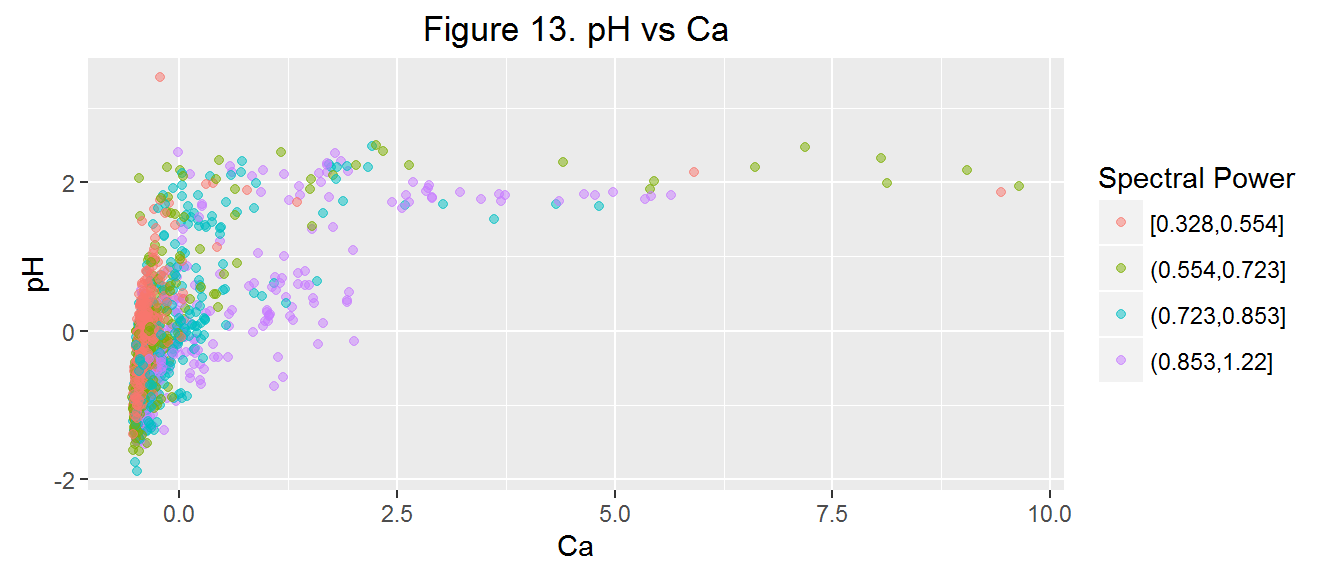 Figure 13. pH vs Ca
pH
2
0
-2
0.0 2.5 5.0 7.5 10.0
Ca
Spectral Power
[0.328,0.554]
(0.554,0.723]
(0.723,0.853]
(0.853,1.22]